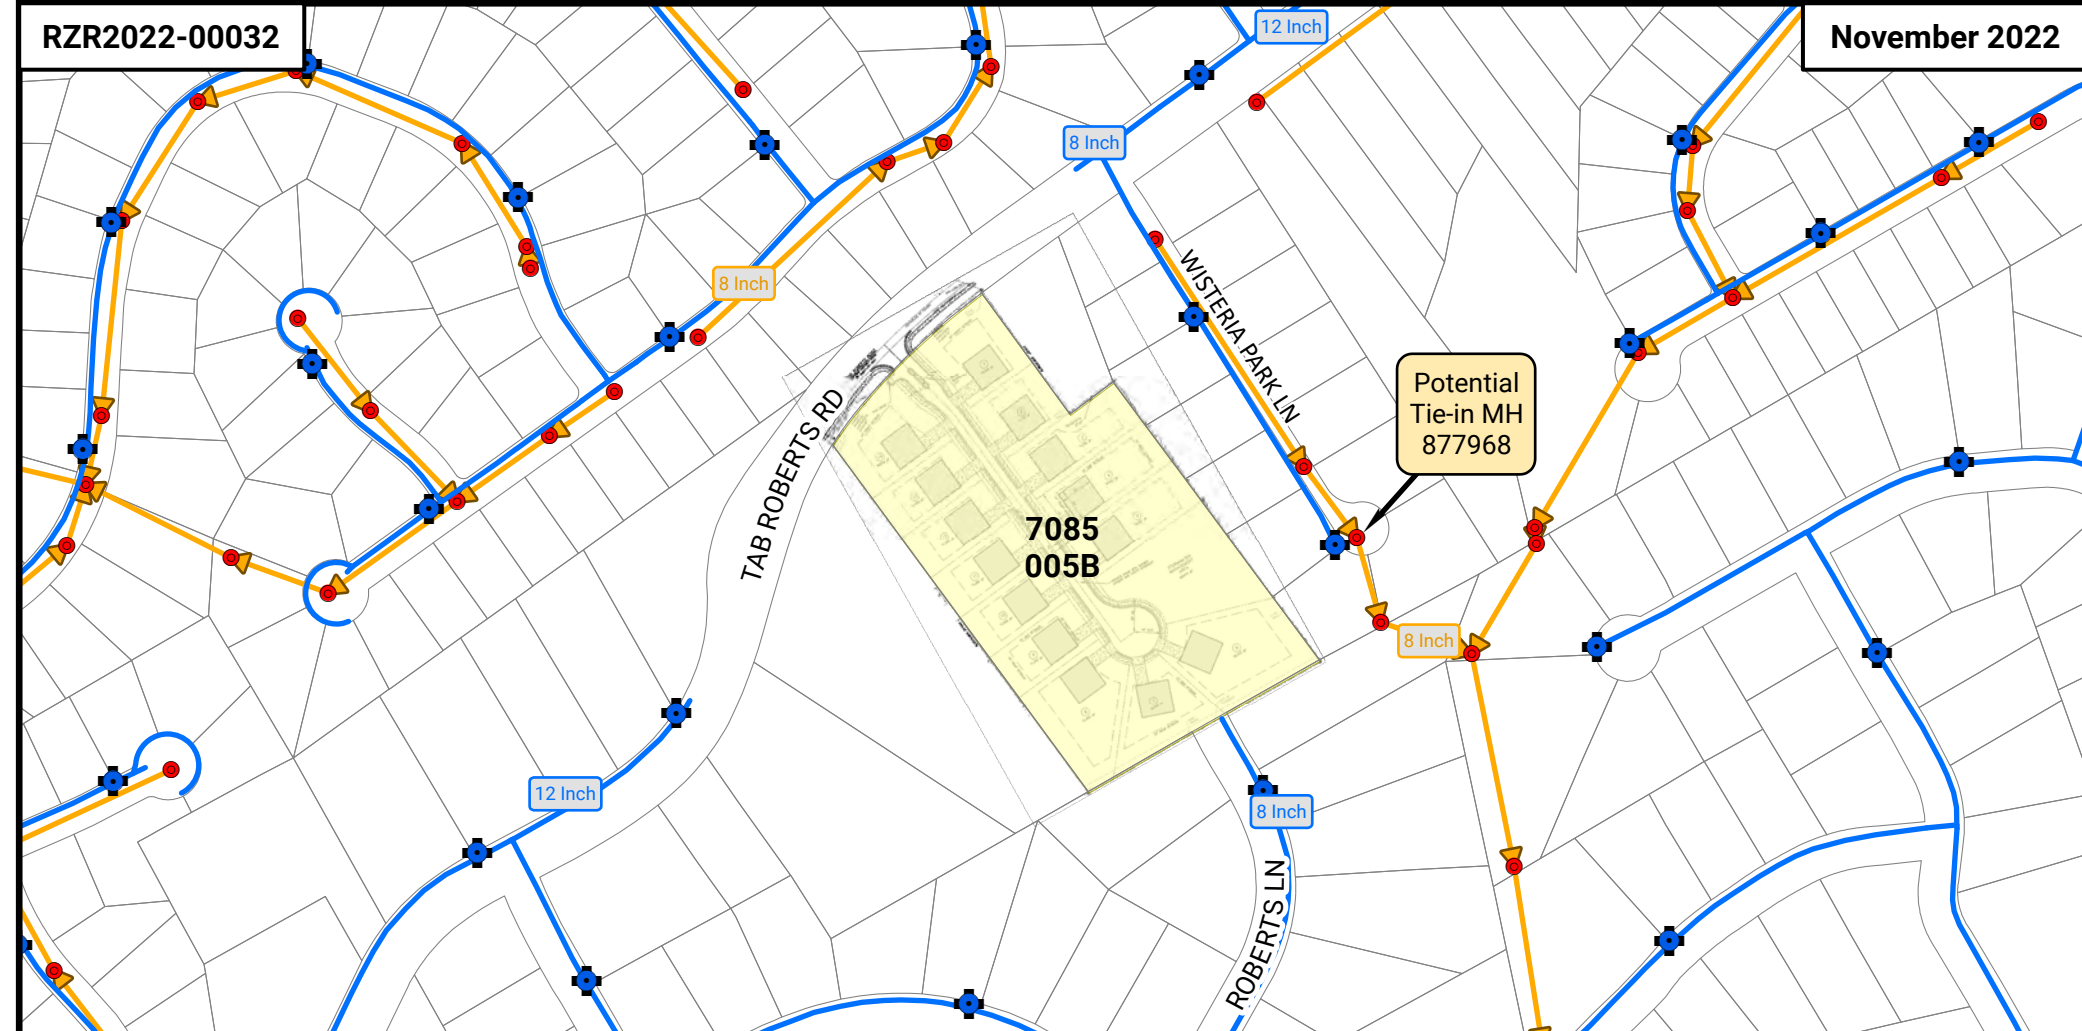 RZR2022-00032
November 2022
12 Inch
8 Inch
8 Inch
WISTERIA PARK LN
TAB ROBERTS RD
Potential
Tie-in MH
877968
7085
005B
8 Inch
12 Inch
8 Inch
ROBERTS LN